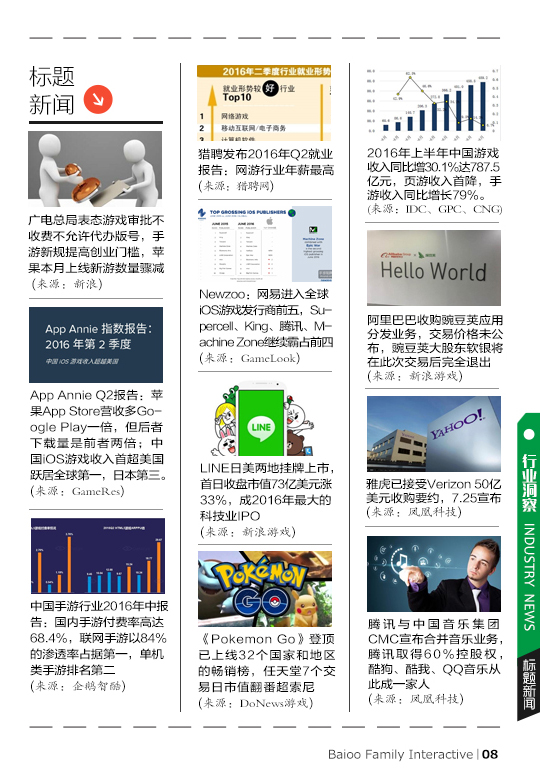 标题
新闻
广电总局表态游戏审批不
收费不允许代办版号，手
游新规提高创业门槛，苹
果本月上线新游数量骤减
（来源：新浪）
App Annie 指数报告：
2016 年第 2 季度
中国 iOS 游戏收入超越美国
App Annie Q2报告：苹
果App Store营收多Go-
ogle Play一倍，但后者
下载量是前者两倍；中
国iOS游戏收入首超美国
跃居全球第一，日本第三。
（来源：GameRes）
中国手游行业2016年中报
告：国内手游付费率高达
68.4%，联网手游以84%
的渗透率占据第一，单机
类手游排名第二
（来源：企鹅智酷）
2016年二季度行业就业形势
就业形势较 好 行业
Top10
1 网络游戏
2 移动互联网/电子商务
3 计算机软件
猎聘发布2016年Q2就业
报告：网游行业年薪最高
（来源：猎聘网）
TOP GROSSING IOS PUBLISHERS
Newzoo：网易进入全球
iOS游戏发行商前五，Su-
percell、King、腾讯、M-
achine Zone继续霸占前四
（来源：GameLook）
LINE
LINE日美两地挂牌上市，
首日收盘市值73亿美元涨
33%，成2016年最大的
科技业IPO
（来源：新浪游戏）
POKÉMON
GO
《Pokemon Go》登顶
已上线32个国家和地区
的畅销榜，任天堂7个交
易日市值翻番超索尼
（来源：DoNews游戏）
2016年上半年中国游戏
收入同比增30.1%达787.5
亿元，页游收入首降，手
游收入同比增长79%。
（来源：IDC、GPC、CNG）
Hello World
阿里巴巴收购豌豆荚应用
分发业务，交易价格未公
布，豌豆荚大股东软银将
在此次交易后完全退出
（来源：新浪游戏）
YAHOO!
雅虎已接受Verizon 50亿
美元收购要约，7.25宣布
（来源：凤凰科技）
腾讯与中国音乐集团
CMC宣布合并音乐业务，
腾讯取得60%控股权，
酷狗、酷我、QQ音乐从
此成一家人
（来源：凤凰科技）
行业洞察 INDUSTRY NEWS
标题新闻
Baioo Family Interactive | 08